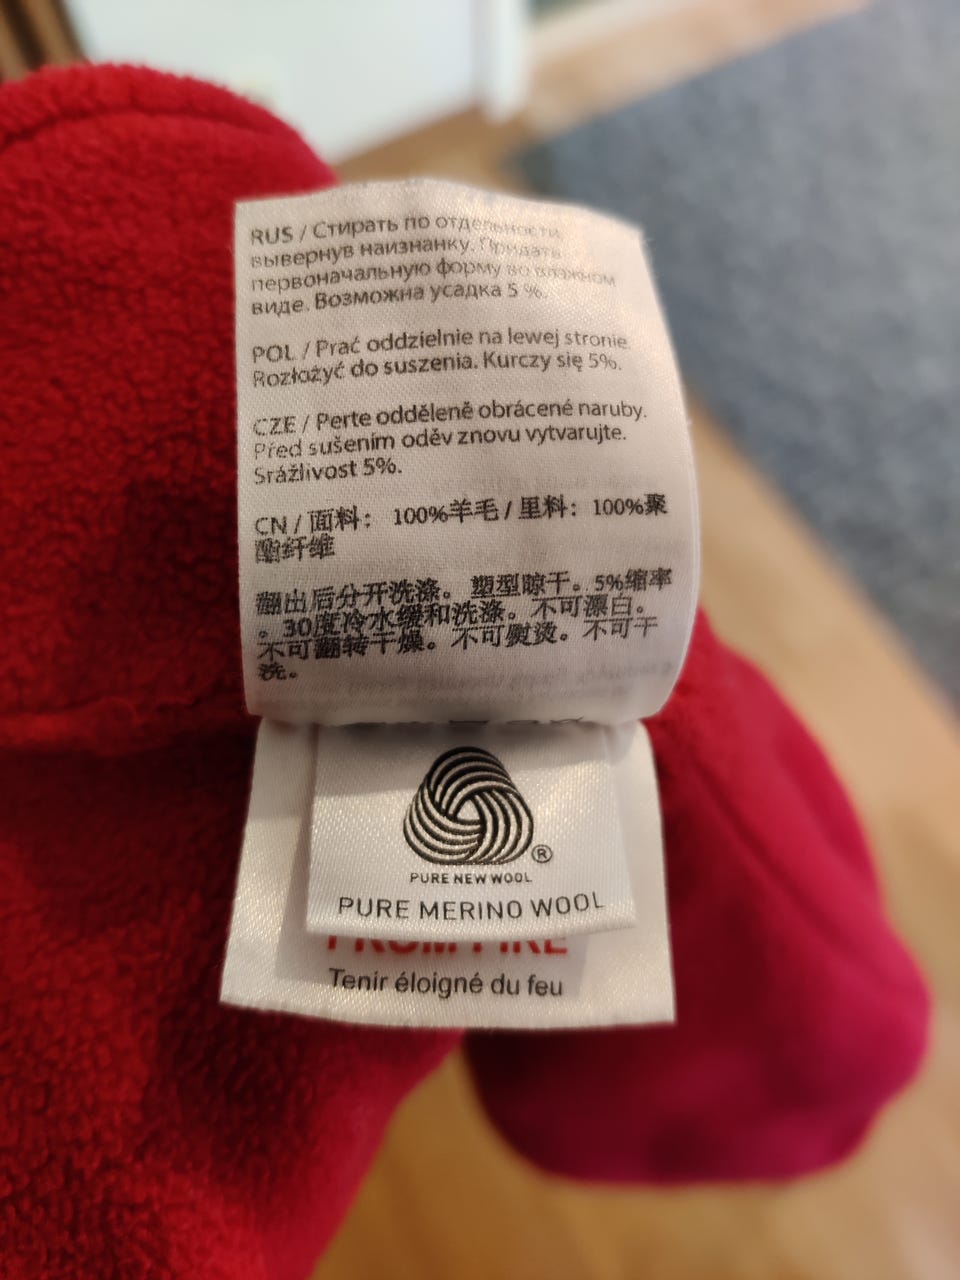 RUS / Стирать по отдельности,
вывернув наизнанку. Придать
первоначальную форму во влажном
виде. Возможна усадка 5 %.
POL / Prać oddzielnie na lewej stronie.
Rozłożyć do suszenia. Kurczy się 5%.
CZE / Perte odděleně obrácené naruby.
Před sušením oděv znovu vytvarujte.
Srážlivost 5%.
CN / 面料： 100%羊毛 / 里料：100%聚
酯纤维
翻出后分开洗涤。塑型晾干。5%缩率
。30度冷水缓和洗涤。不可漂白。
不可翻转干燥。不可熨烫。不可干
洗。
®
PURE NEW WOOL
PURE MERINO WOOL
FROM FIRE
Tenir éloigné du feu